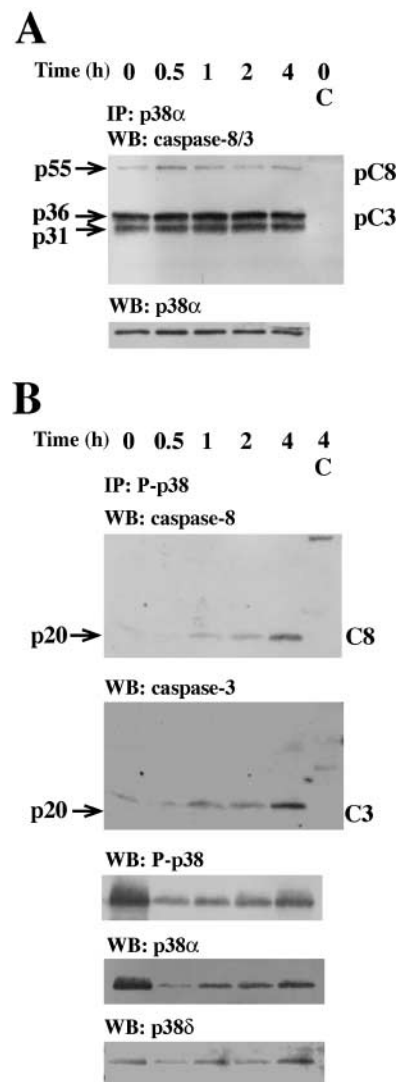 A
Time (h) 0 0.5 1 2 4 0
C
IP: p38α
WB: caspase-8/3
p55 pC8
p36 pC3
p31
WB: p38α
B
Time (h) 0 0.5 1 2 4 4
C
IP: P-p38
WB: caspase-8
p20 C8
WB: caspase-3
p20 C3
WB: P-p38
WB: p38α
WB: p38δ